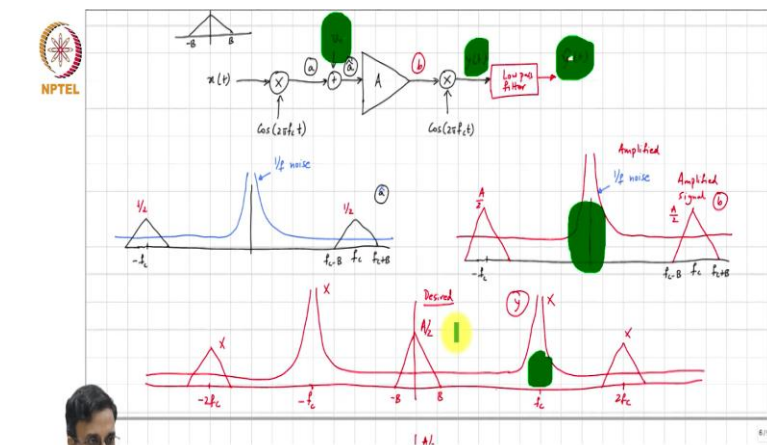 -B B
x(t) X ⓐ + â A ⓑ X Low pass filter
Cos(2πfct) Cos(2πfct)
NPTEL
Amplified
1/f noise
1/f noise
Amplified signal
1/2 1/2 â
A/2 A/2 ⓑ
-fc fc-B fc fc+B
-fc fc-B fc fc+B
X Desired y X
X A/2 X
-2fc -fc -B B fc 2fc
A/2